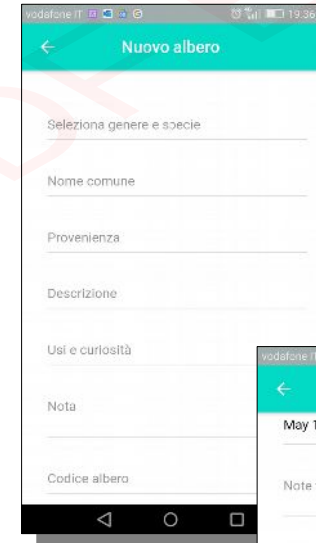 vodafone IT 19.36
Nuovo albero
Seleziona genere e specie
Nome comune
Provenienza
Descrizione
Usi e curiosità
Nota
Codice albero
vodafone IT
May 1
Note